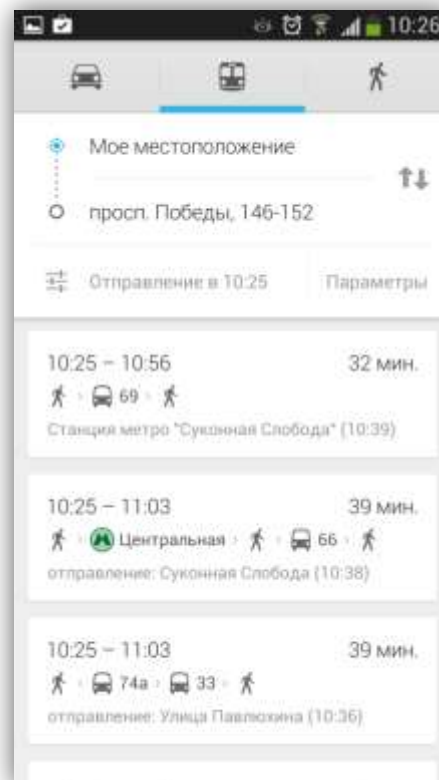 10:26
Мое местоположение
просп. Победы, 146-152
Отправление в 10:25 Параметры
10:25 – 10:56 32 мин.
69
Станция метро "Суконная Слобода" (10:39)
10:25 – 11:03 39 мин.
Центральная 66
отправление: Суконная Слобода (10:38)
10:25 – 11:03 39 мин.
74а 33
отправление: Улица Павлюхина (10:36)